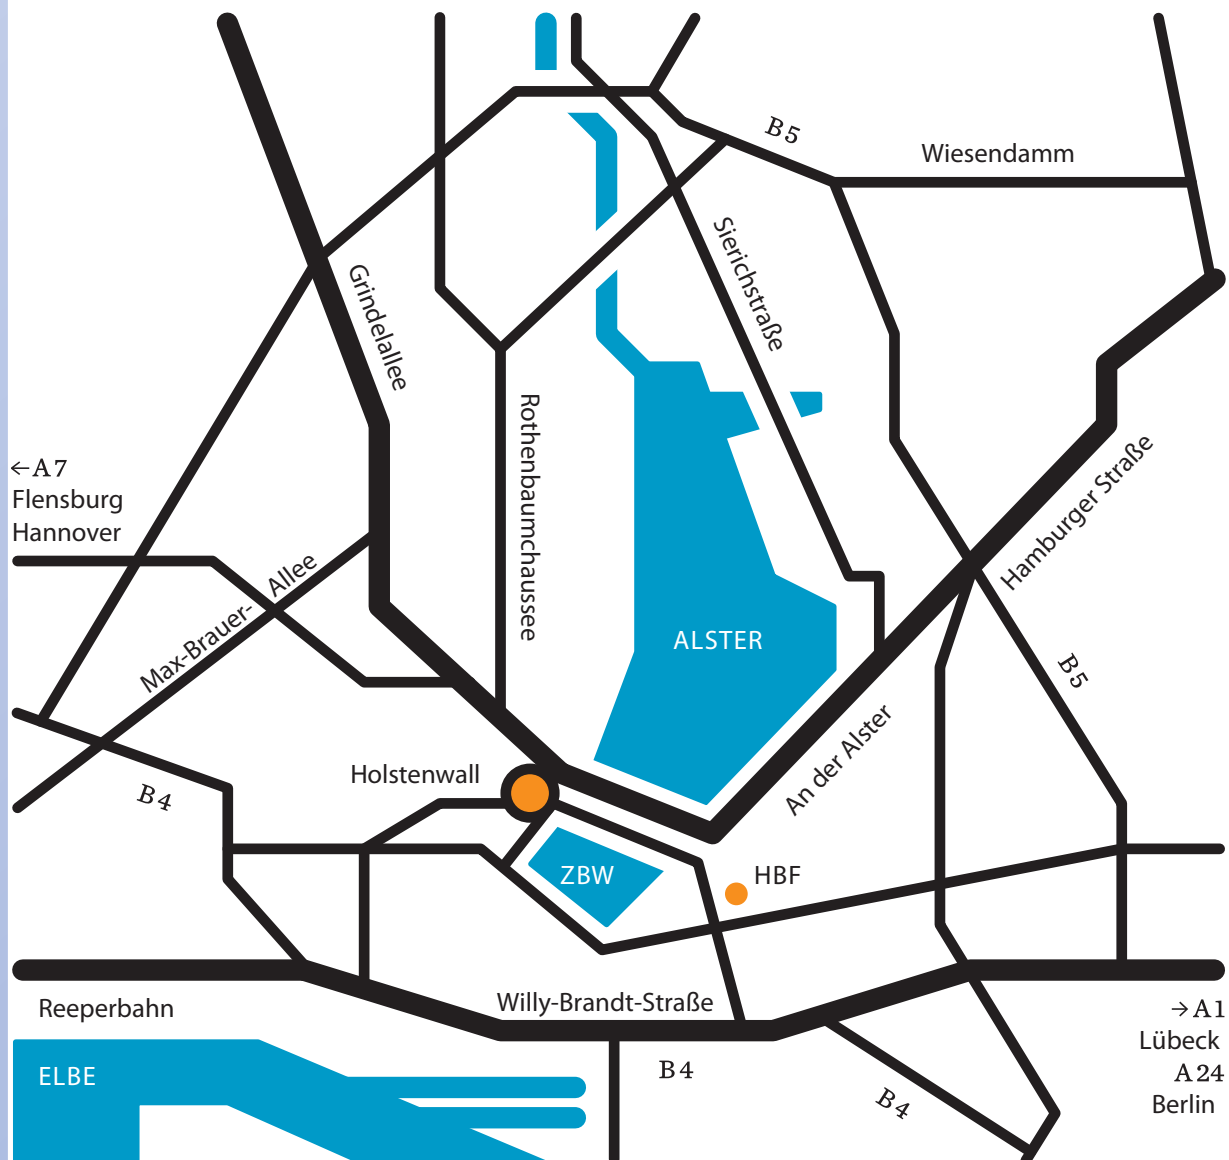 B5
Wiesendamm
Sierichstraße
Grindelallee
Rothenbaumchaussee
←A7
Flensburg
Hannover
Hamburger Straße
Max-Brauer- Allee
ALSTER
B5
An der Alster
Holstenwall
B4
ZBW
HBF
Reeperbahn
Willy-Brandt-Straße
→A1
Lübeck
A24
Berlin
ELBE
B4
B4